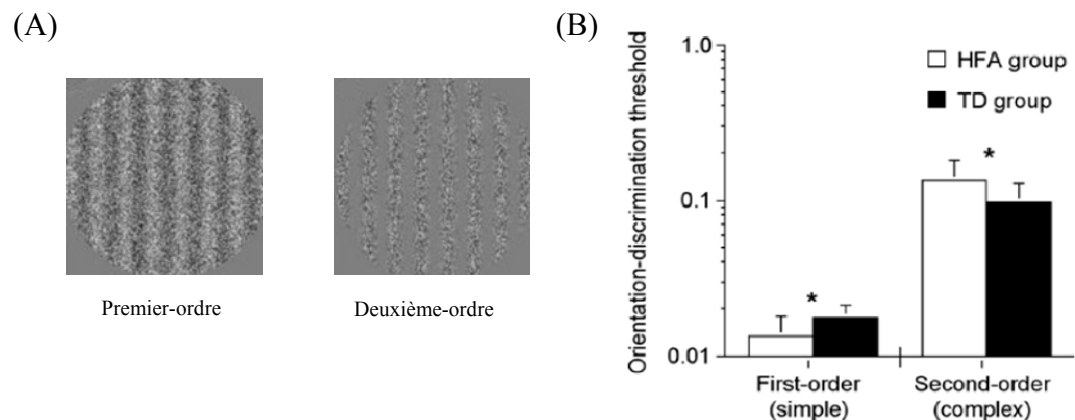 (A)
Premier-ordre
Deuxième-ordre
(B)
Orientation-discrimination threshold
1.0
0.1
0.01
HFA group
TD group
*
*
First-order
(simple)
Second-order
(complex)